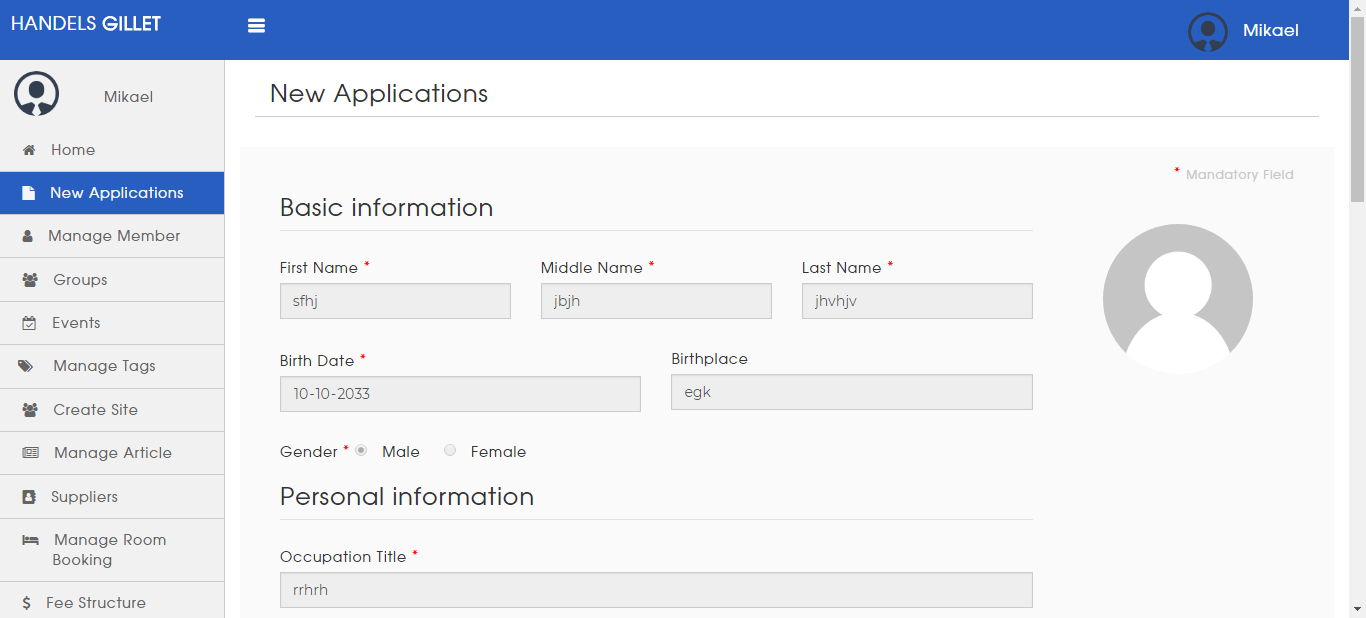 HANDELS GILLET
Mikael
Mikael
Home
New Applications
Manage Member
Groups
Events
Manage Tags
Create Site
Manage Article
Suppliers
Manage Room
Booking
$ Fee Structure
New Applications
* Mandatory Field
Basic information
First Name * Middle Name * Last Name *
sfhj jbjh jhvhjv
Birth Date * Birthplace
10-10-2033 egk
Gender * Male Female
Personal information
Occupation Title *
rrhrh